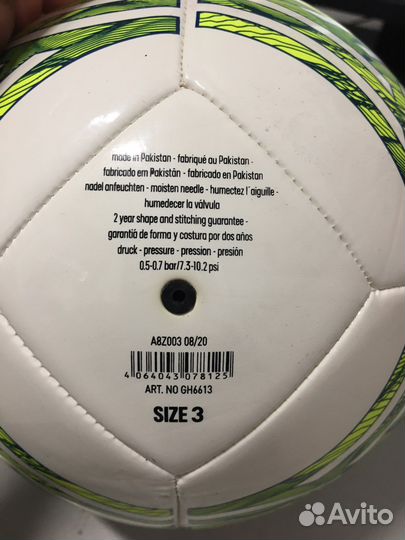 made in Pakistan - fabriqué au Pakistan -
fabricado em Pakistán - fabricado en Pakistan
nadel anfeuchten - moisten needle - humectez l´aiguille -
humedecer la válvula
2 year shape and stitching guarantee -
garantiá de forma y costura por dos años
druck - pressure - pression - presión
0.5-0.7 bar/7.3-10.2 psi
A8Z003 08/20
4 064043 078125
ART. NO GH6613
SIZE 3
Avito